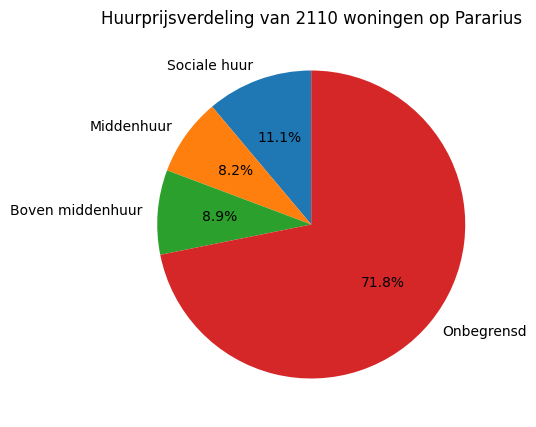 Huurprijsverdeling van 2110 woningen op Pararius
Sociale huur
11.1%
Middenhuur
8.2%
Boven middenhuur
8.9%
71.8%
Onbegrensd